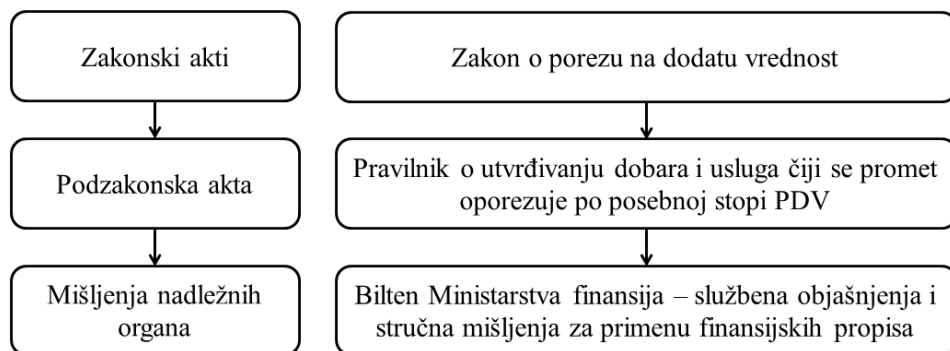 Zakonski akti
Zakon o porezu na dodatu vrednost
Podzakonska akta
Pravilnik o utvrđivanju dobara i usluga čiji se promet
oporezuje po posebnoj stopi PDV
Mišljenja nadležnih
organa
Bilten Ministarstva finansija – službena objašnjenja i
stručna mišljenja za primenu finansijskih propisa